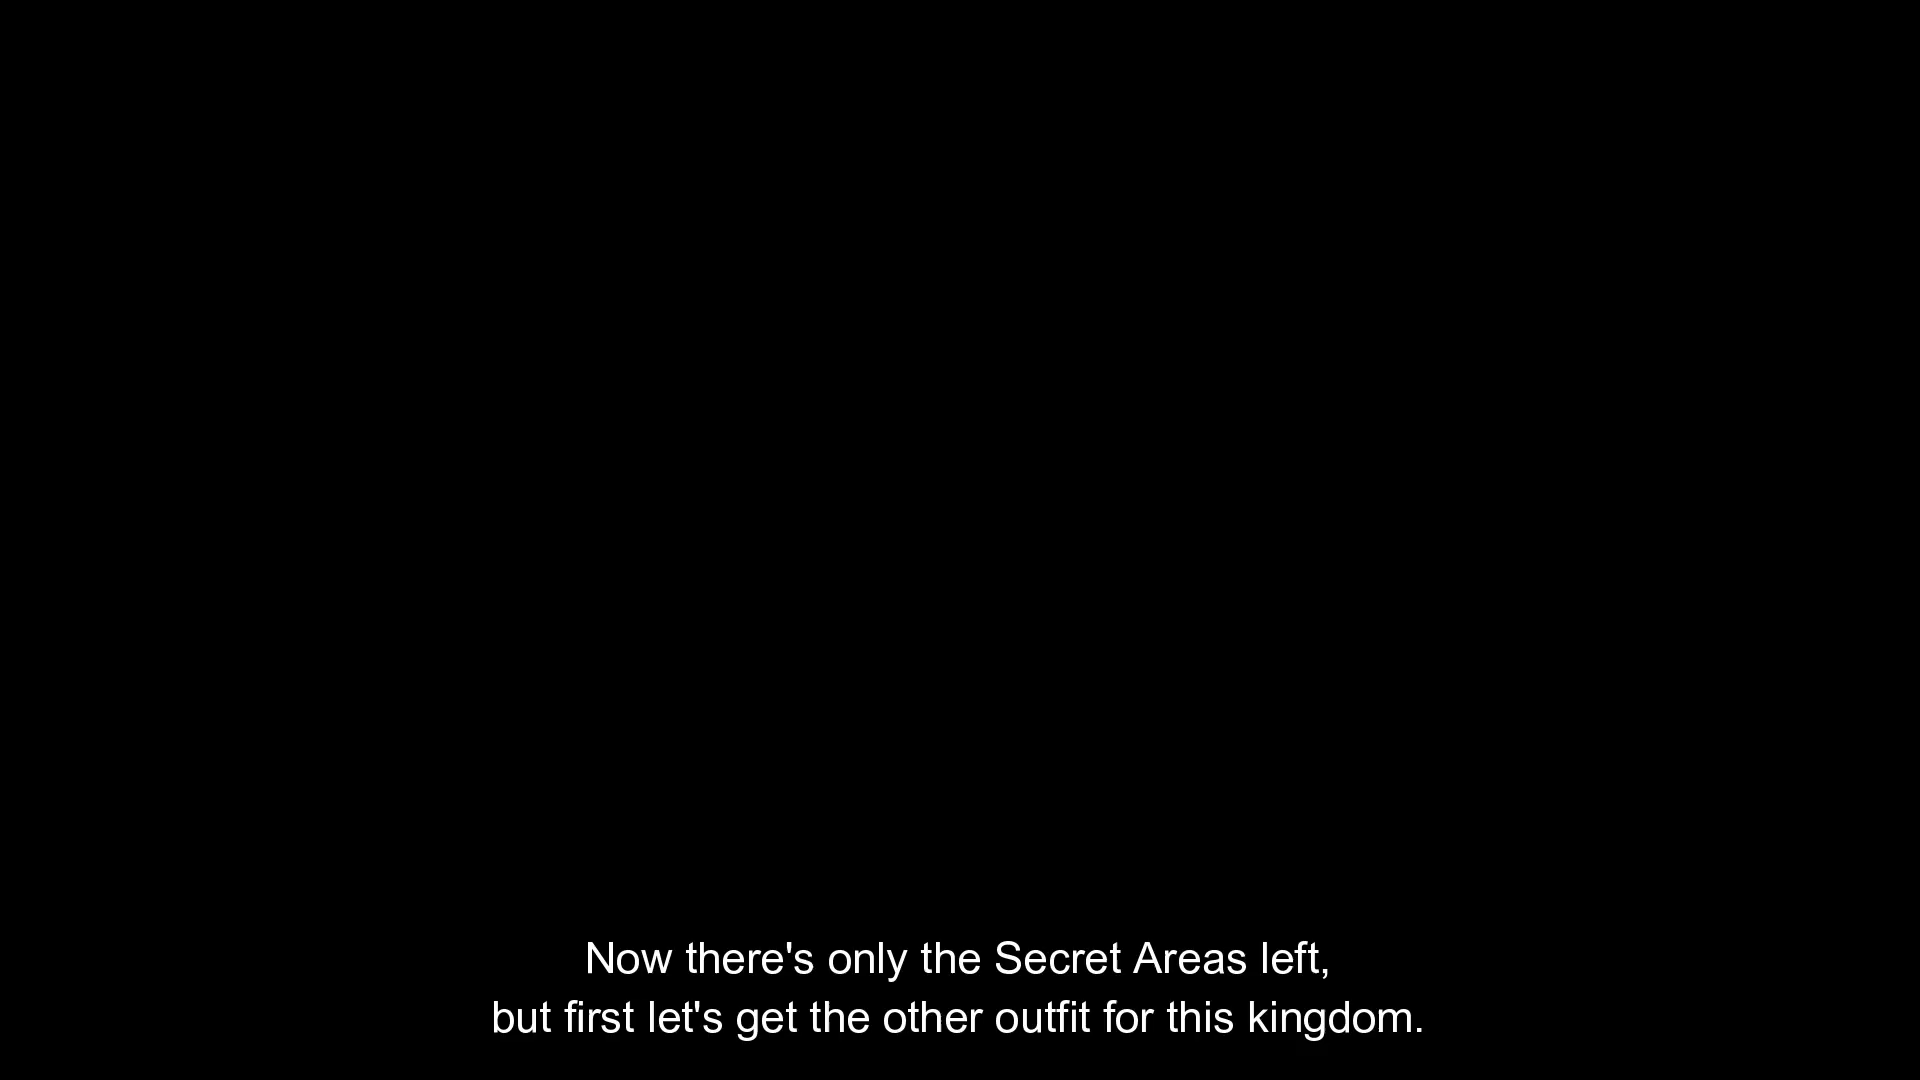 Now there's only the Secret Areas left,
but first let's get the other outfit for this kingdom.